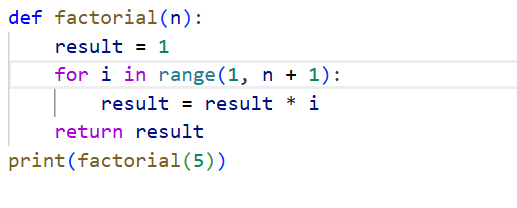 def factorial(n):
    result = 1
    for i in range(1, n + 1):
        result = result * i
    return result
print(factorial(5))